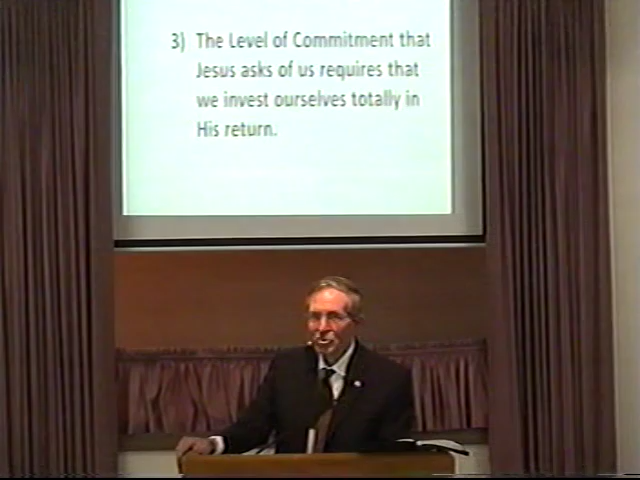 3) The Level of Commitment that
Jesus asks of us requires that
we invest ourselves totally in
His return.